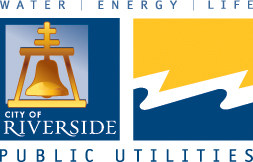 WATER | ENERGY | LIFE
CITY OF
RIVERSIDE
PUBLIC UTILITIES